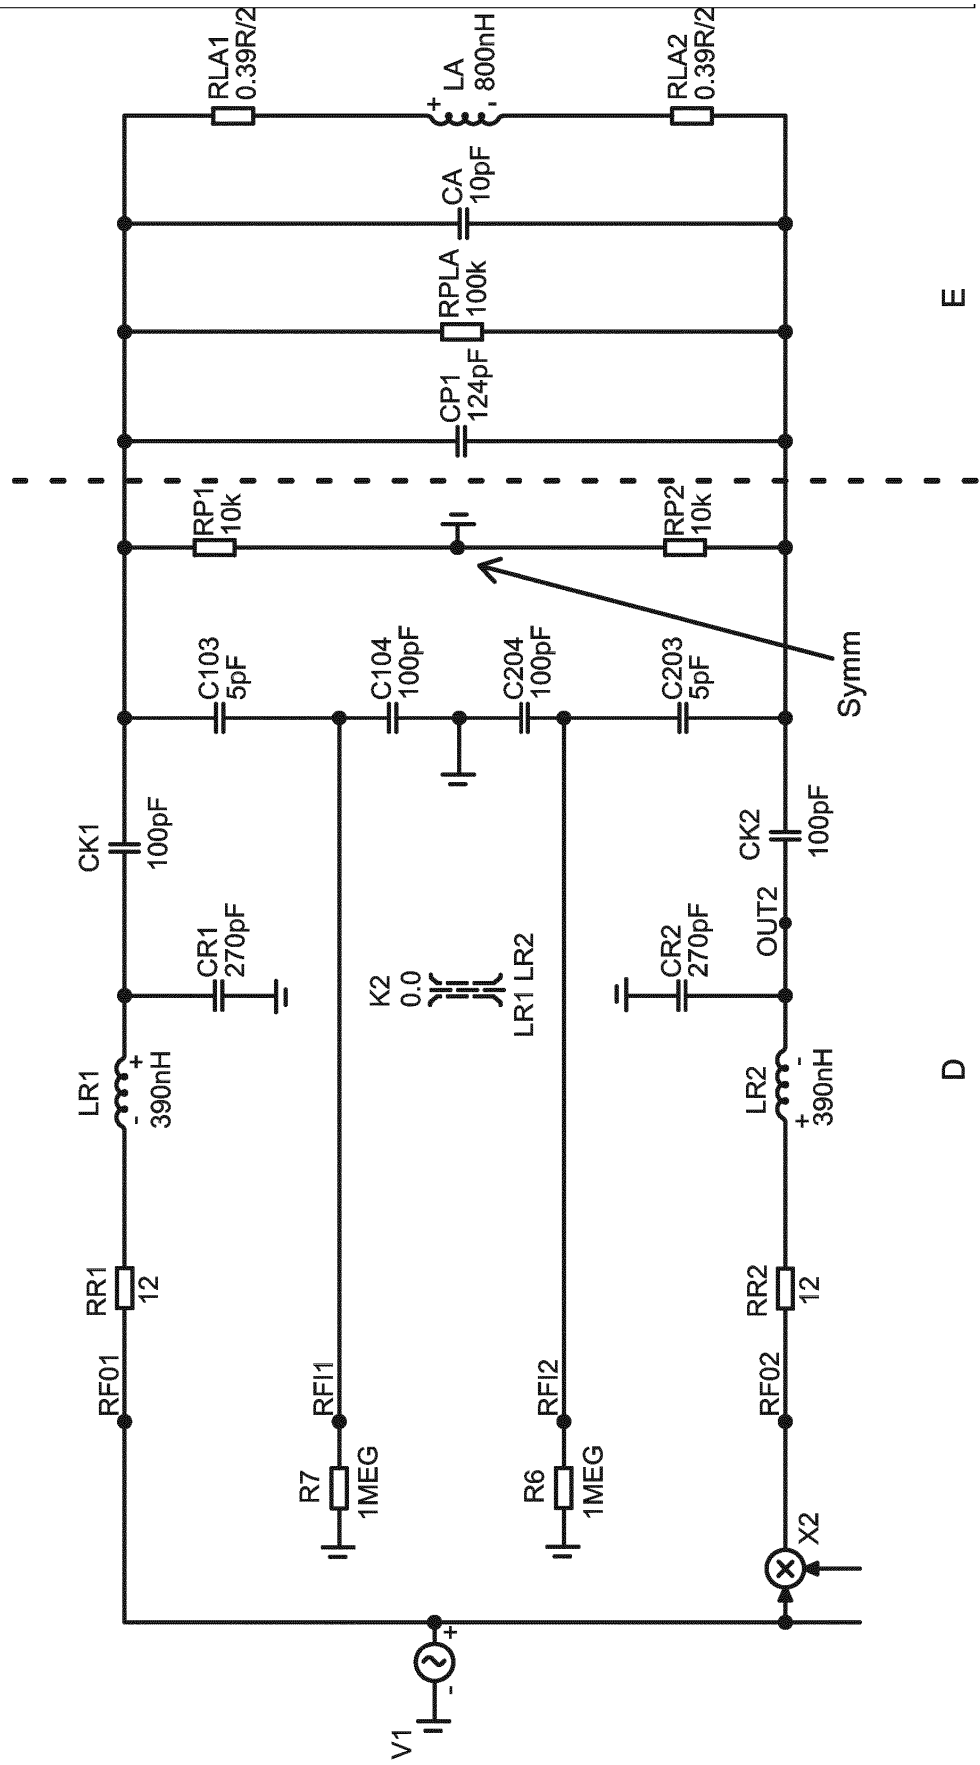 V1
X2
RF01
RR1
12
LR1
- +
390nH
CR1
270pF
CK1
100pF
R7
1MEG
RFI1
R6
1MEG
RFI2
K2
0.0
LR1 LR2
RF02
RR2
12
LR2
+ -
390nH
CR2
270pF
OUT2
CK2
100pF
C103
5pF
C104
100pF
C204
100pF
C203
5pF
Symm
RP1
10k
RP2
10k
CP1
124pF
RPLA
100k
CA
10pF
RLA1
0.39R/2
+ -
LA
800nH
RLA2
0.39R/2
- +
D
E